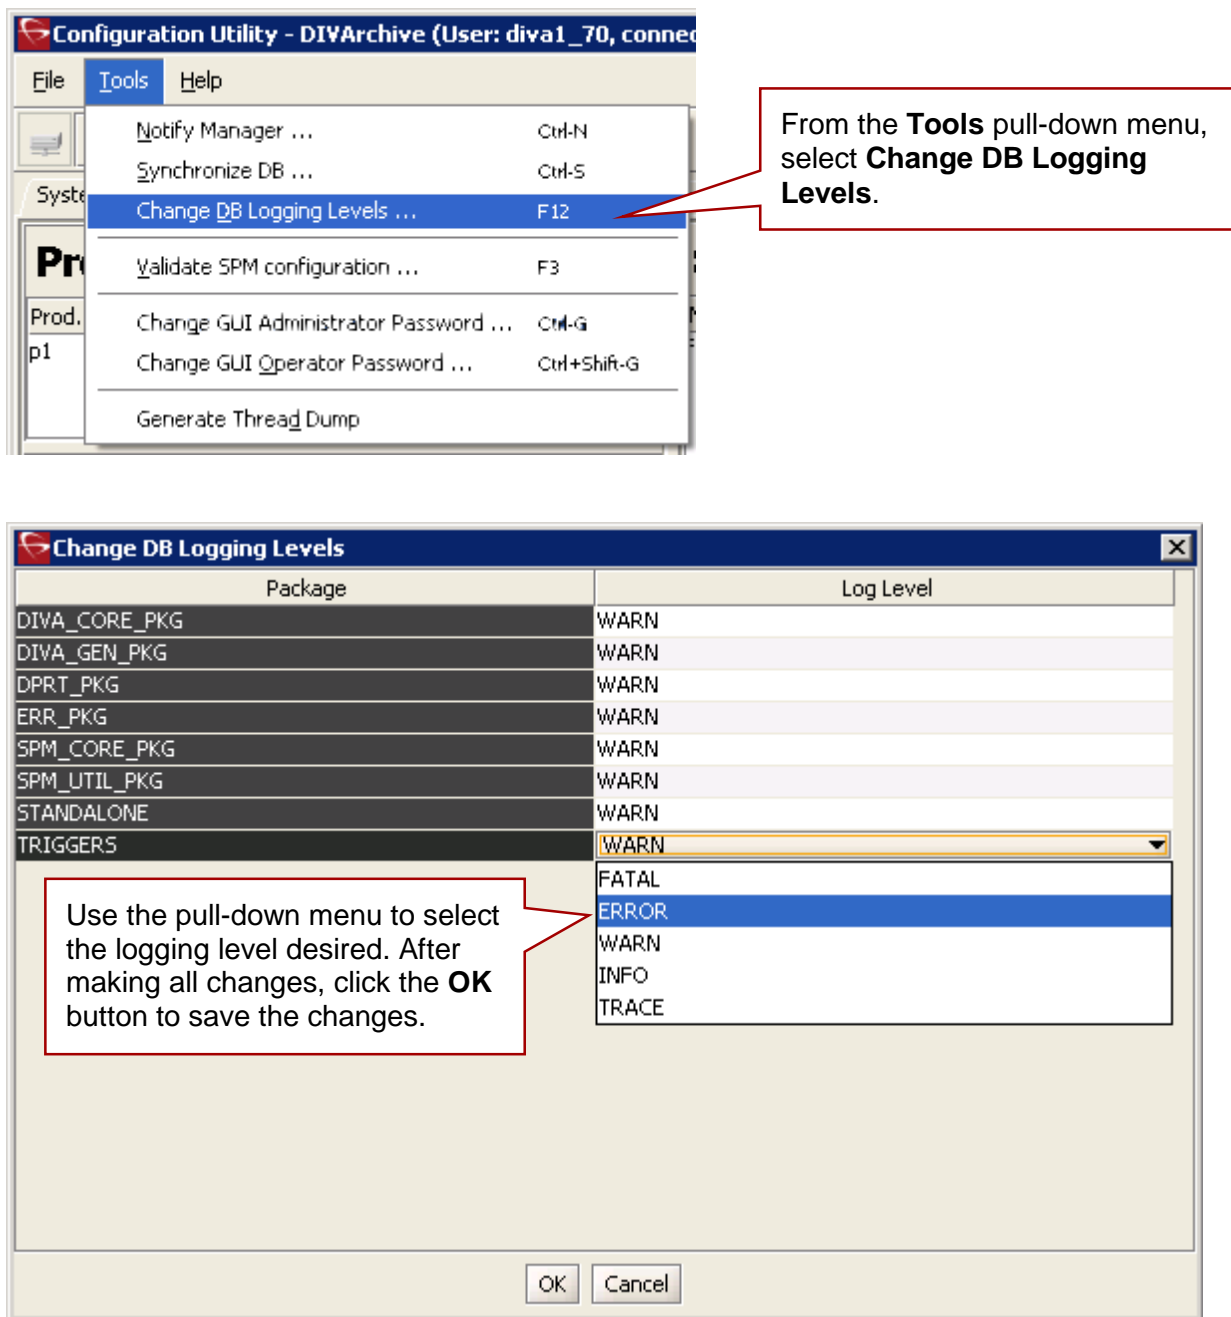 Configuration Utility - DIVArchive (User: diva1_70, connec
File Tools Help
Notify Manager ... Ctrl-N
Synchronize DB ... Ctrl-S
Syste
Change DB Logging Levels ... F12
Pr
Validate SPM configuration ... F3
Prod.
Change GUI Administrator Password ... Ctrl-G
p1
Change GUI Operator Password ... Ctrl+Shift-G
Generate Thread Dump
From the Tools pull-down menu,
select Change DB Logging
Levels.
Change DB Logging Levels
Package Log Level
DIVA_CORE_PKG WARN
DIVA_GEN_PKG WARN
DPRT_PKG WARN
ERR_PKG WARN
SPM_CORE_PKG WARN
SPM_UTIL_PKG WARN
STANDALONE WARN
TRIGGERS WARN
FATAL
ERROR
WARN
INFO
TRACE
Use the pull-down menu to select
the logging level desired. After
making all changes, click the OK
button to save the changes.
OK Cancel